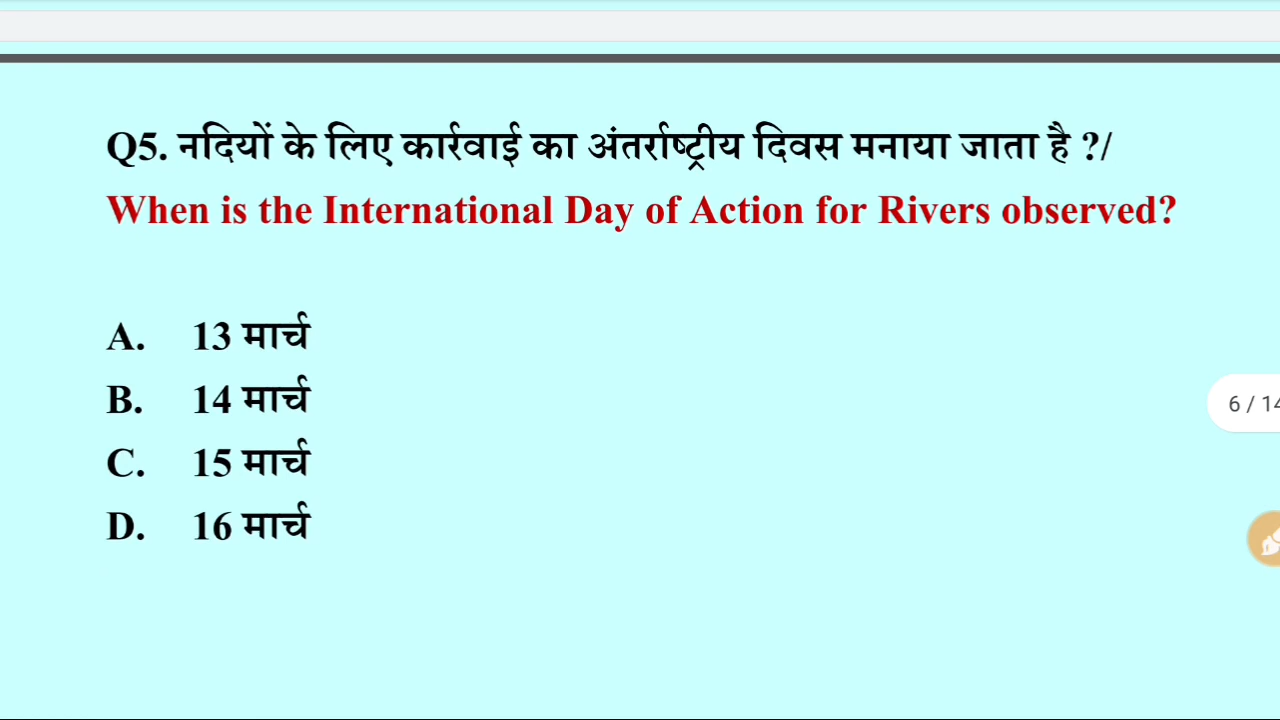 Q5. नदियों के लिए कार्रवाई का अंतर्राष्ट्रीय दिवस मनाया जाता है ?/
When is the International Day of Action for Rivers observed?
A. 13 मार्च
B. 14 मार्च
C. 15 मार्च
D. 16 मार्च
6 / 14